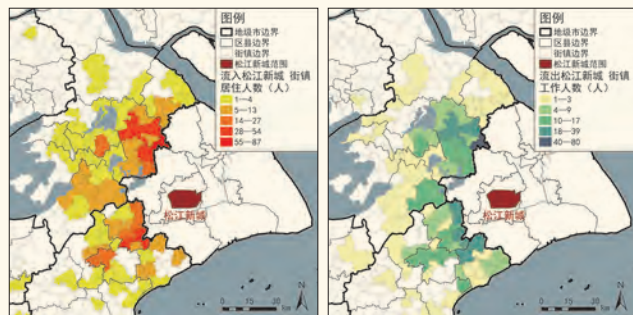 图例
地级市边界
区县边界
街镇边界
松江新城范围
流入松江新城 街镇
居住人数（人）
1—4
5—13
14—27
28—54
55—87
松江新城
N
0 15 30
km
图例
地级市边界
区县边界
街镇边界
松江新城范围
流出松江新城 街镇
工作人数（人）
1—3
4—9
10—17
18—39
40—80
松江新城
N
0 15 30
km